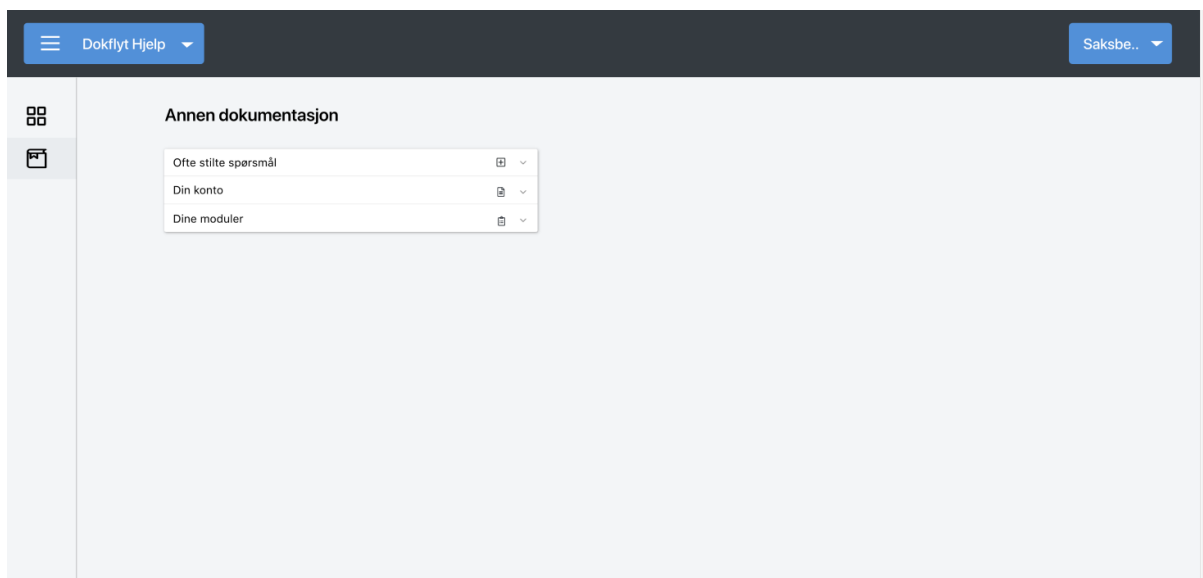 Dokflyt Hjelp
Saksbe..
Annen dokumentasjon
Ofte stilte spørsmål
Din konto
Dine moduler